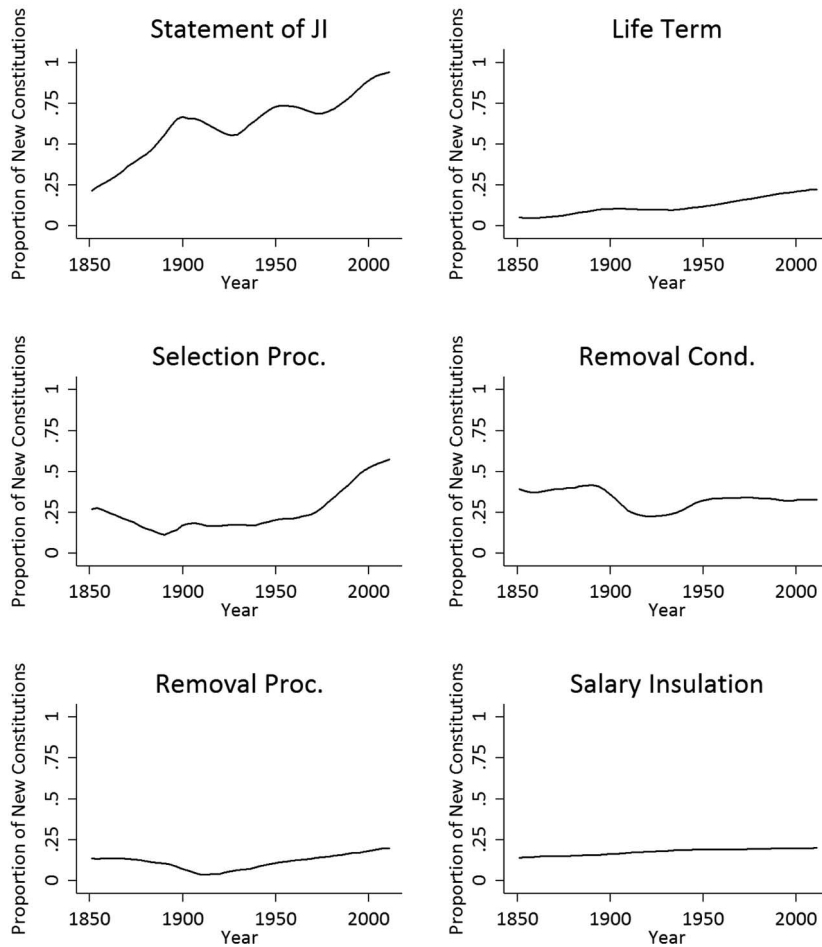 Statement of JI
Proportion of New Constitutions
1
.75
.5
.25
0
1850 1900 1950 2000
Year
Life Term
Proportion of New Constitutions
1
.75
.5
.25
0
1850 1900 1950 2000
Year
Selection Proc.
Proportion of New Constitutions
1
.75
.5
.25
0
1850 1900 1950 2000
Year
Removal Cond.
Proportion of New Constitutions
1
.75
.5
.25
0
1850 1900 1950 2000
Year
Removal Proc.
Proportion of New Constitutions
1
.75
.5
.25
0
1850 1900 1950 2000
Year
Salary Insulation
Proportion of New Constitutions
1
.75
.5
.25
0
1850 1900 1950 2000
Year